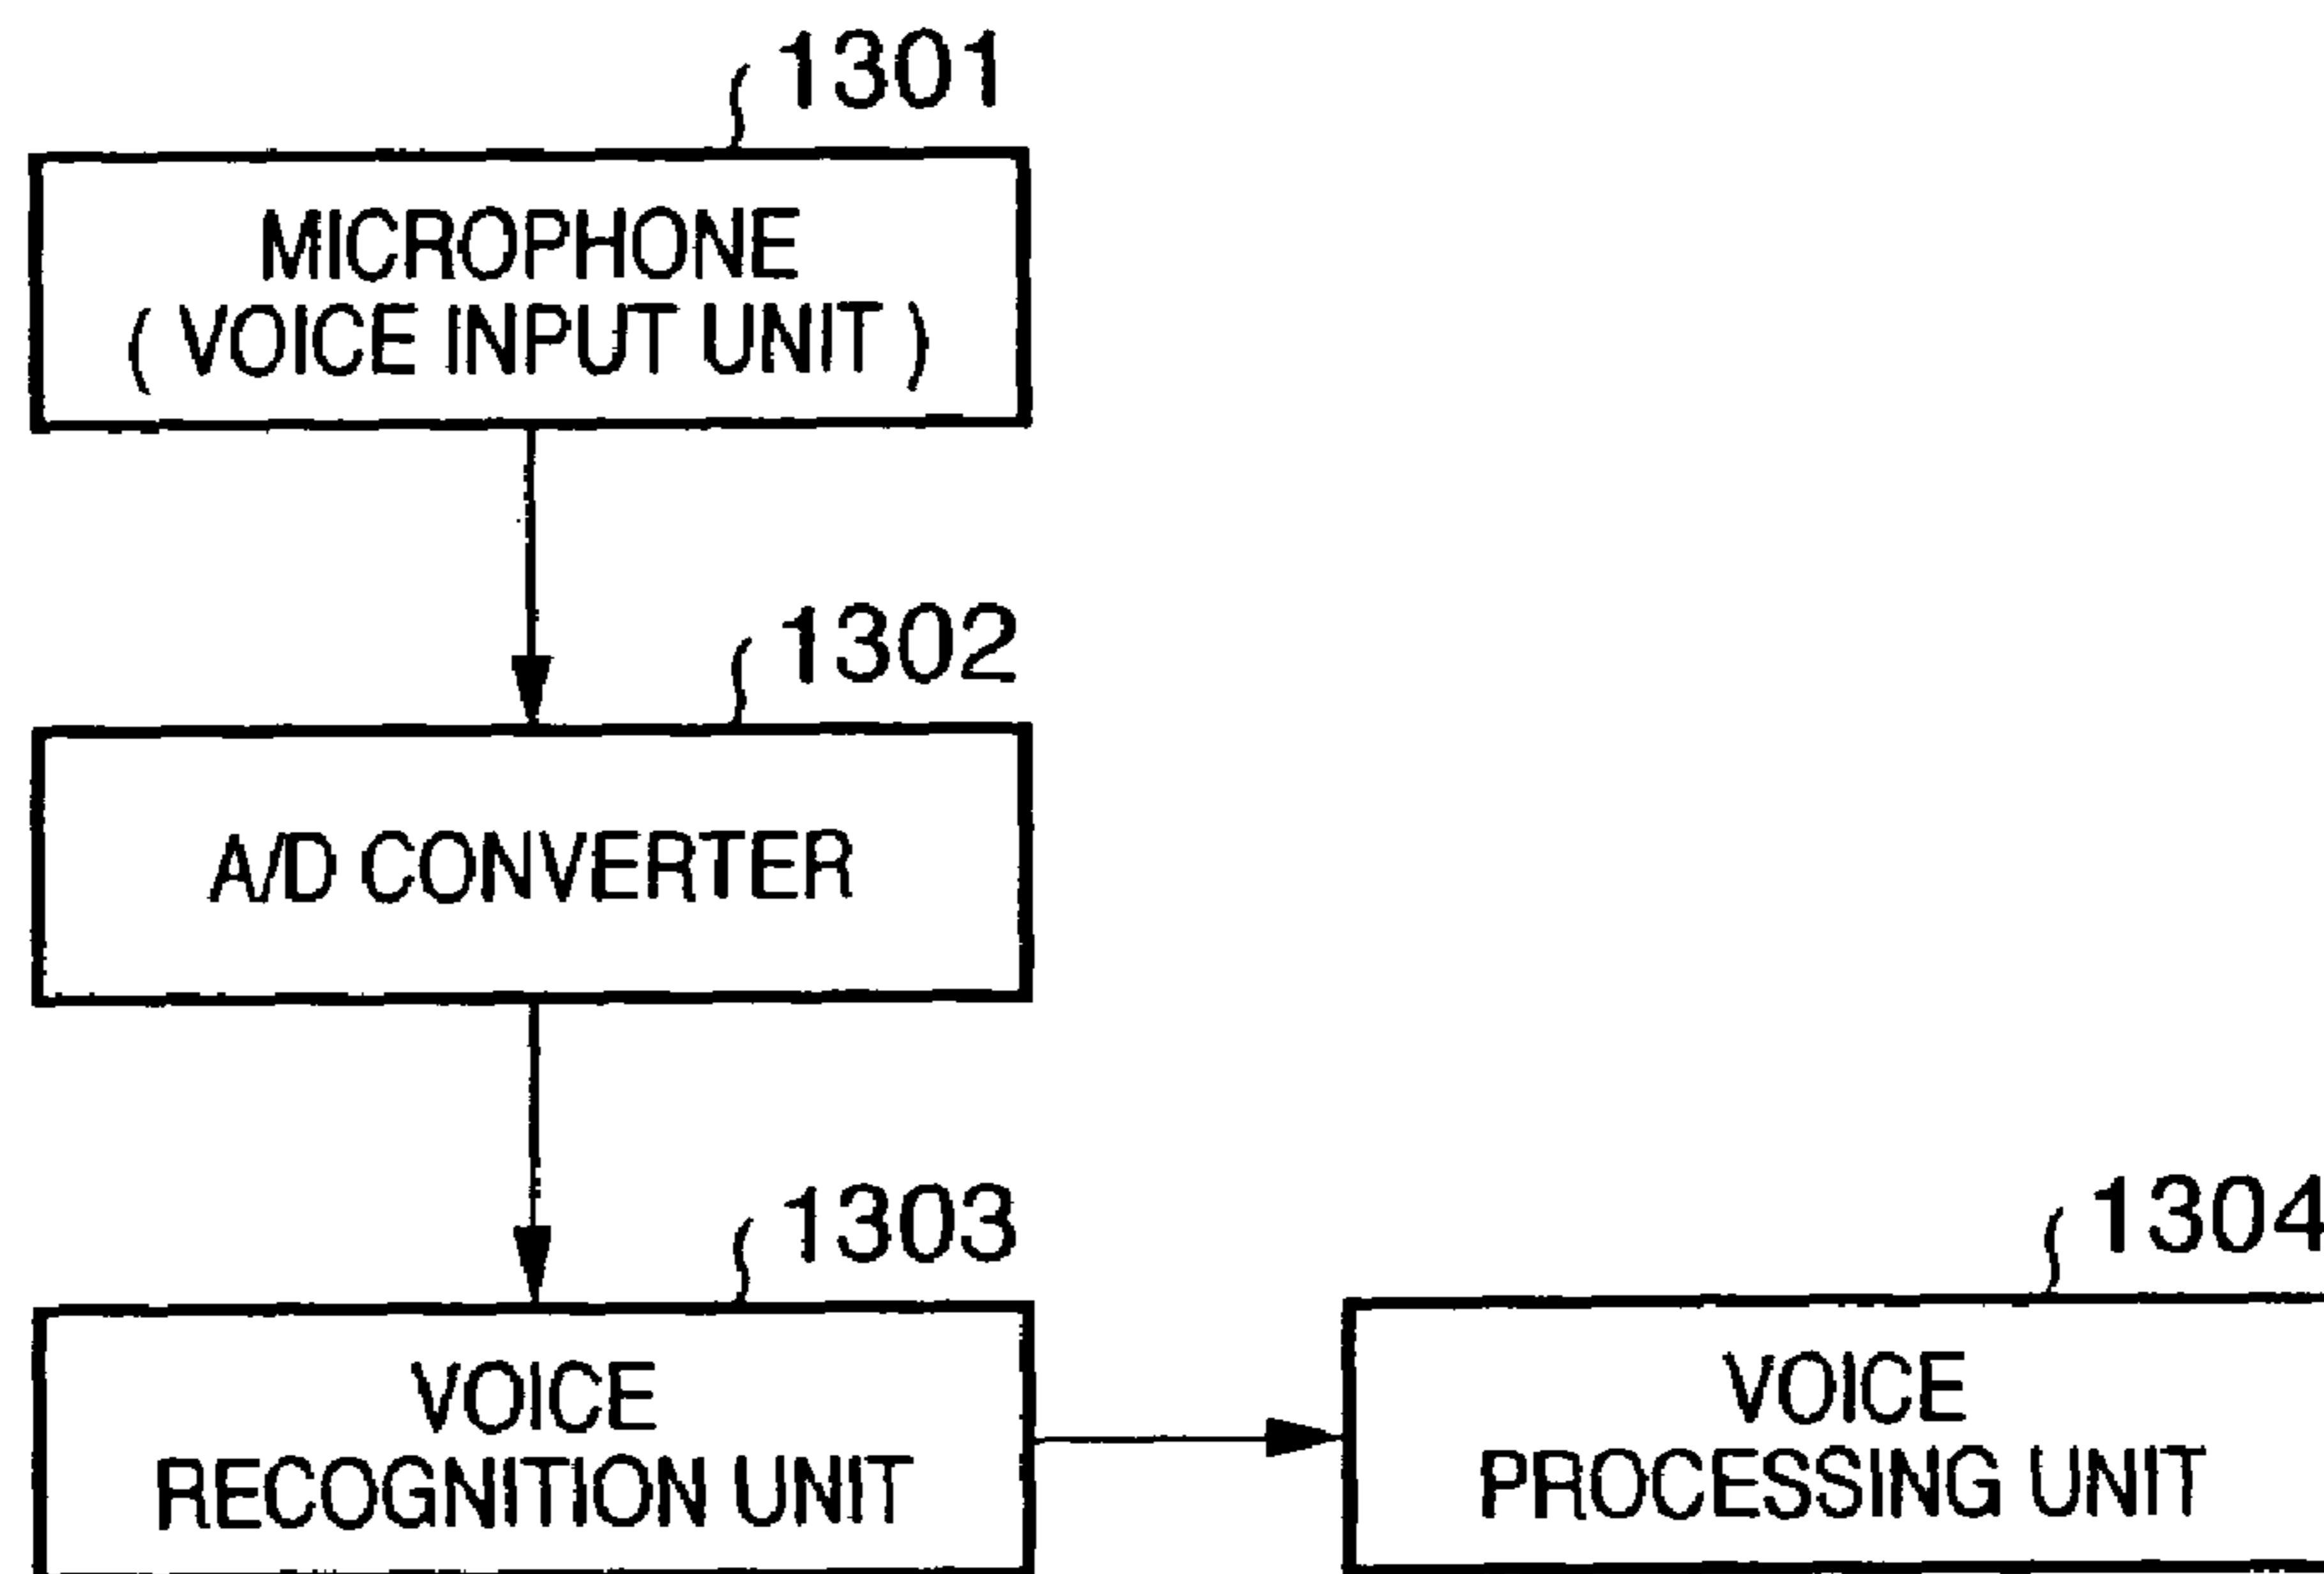 1301
MICROPHONE
( VOICE INPUT UNIT )
1302
A/D CONVERTER
1303
VOICE
RECOGNITION UNIT
1304
VOICE
PROCESSING UNIT